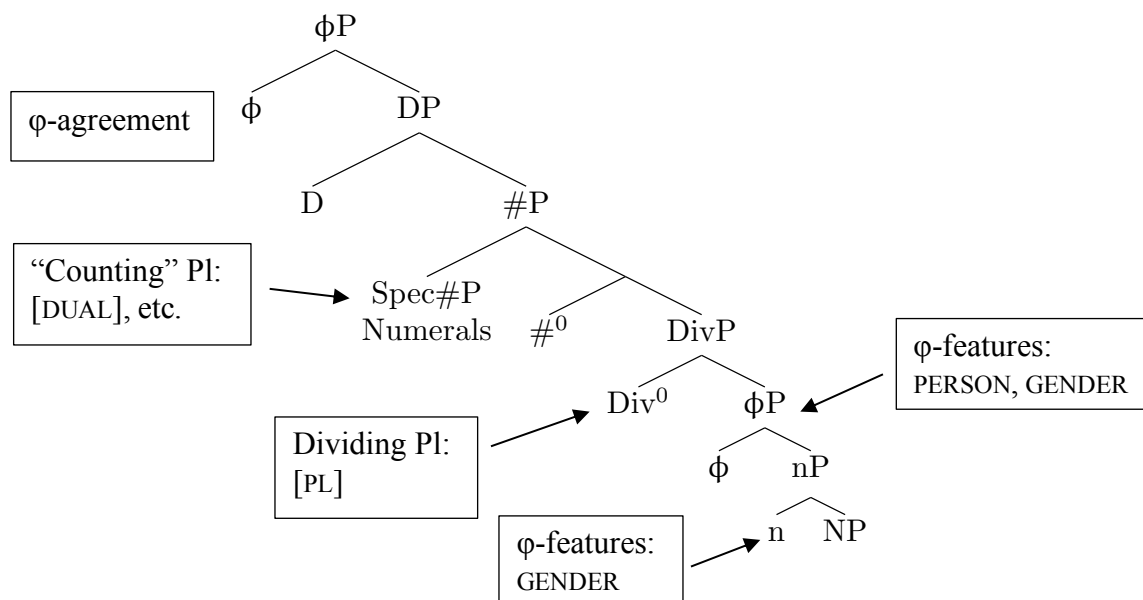 ϕP
ϕ DP
φ-agreement
D #P
“Counting” Pl:
[DUAL], etc.
Spec#P
Numerals #⁰ DivP
φ-features:
PERSON, GENDER
Div⁰ ϕP
Dividing Pl:
[PL]
ϕ nP
φ-features:
GENDER
n NP